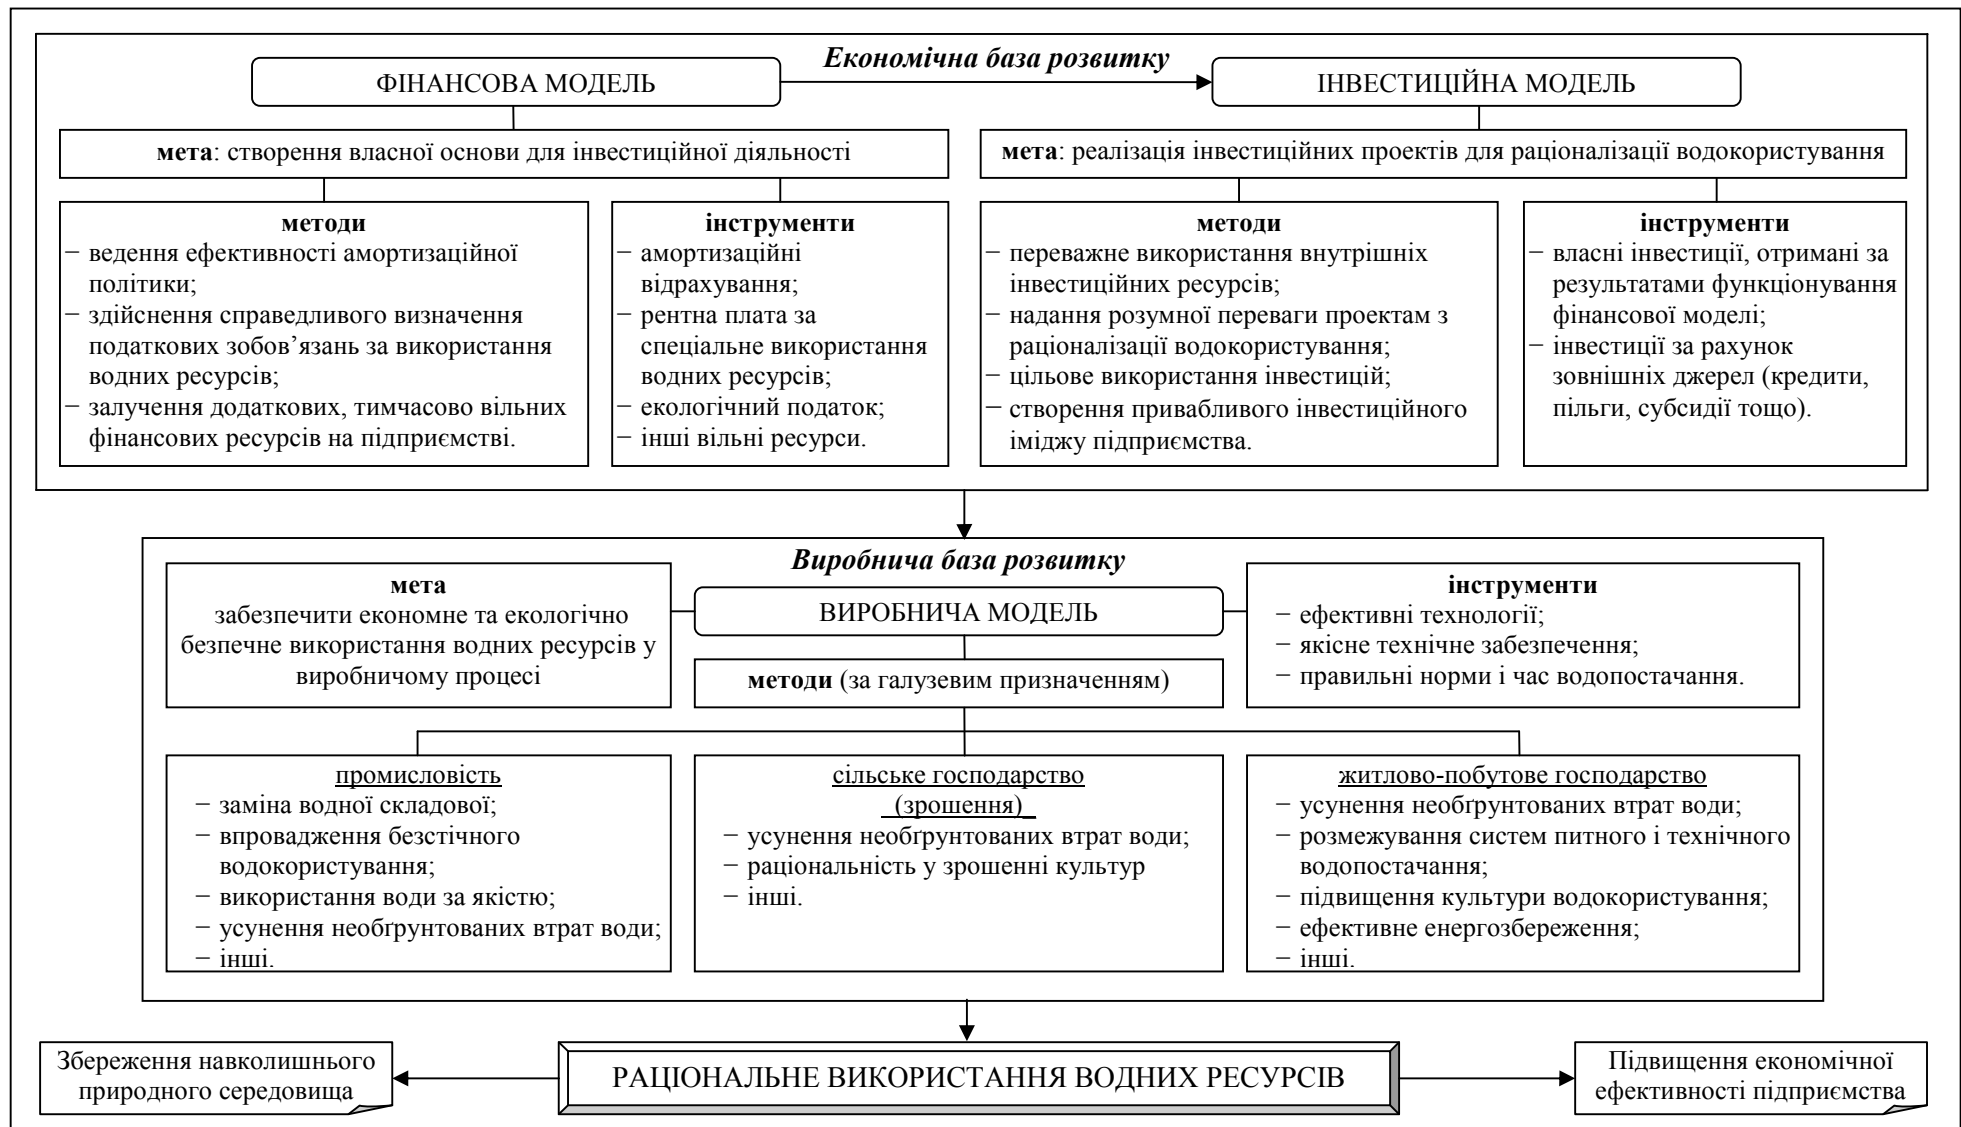 Економічна база розвитку
ФІНАНСОВА МОДЕЛЬ
ІНВЕСТИЦІЙНА МОДЕЛЬ
мета: створення власної основи для інвестиційної діяльності
мета: реалізація інвестиційних проектів для раціоналізації водокористування
методи
− ведення ефективності амортизаційної
політики;
− здійснення справедливого визначення
податкових зобов’язань за використання
водних ресурсів;
− залучення додаткових, тимчасово вільних
фінансових ресурсів на підприємстві.
інструменти
− амортизаційні
відрахування;
− рентна плата за
спеціальне використання
водних ресурсів;
− екологічний податок;
− інші вільні ресурси.
методи
− переважне використання внутрішніх
інвестиційних ресурсів;
− надання розумної переваги проектам з
раціоналізації водокористування;
− цільове використання інвестицій;
− створення привабливого інвестиційного
іміджу підприємства.
інструменти
− власні інвестиції, отримані за
результатами функціонування
фінансової моделі;
− інвестиції за рахунок
зовнішніх джерел (кредити,
пільги, субсидії тощо).
Виробнича база розвитку
мета
забезпечити економне та екологічно
безпечне використання водних ресурсів у
виробничому процесі
ВИРОБНИЧА МОДЕЛЬ
методи (за галузевим призначенням)
інструменти
− ефективні технології;
− якісне технічне забезпечення;
− правильні норми і час водопостачання.
промисловість
− заміна водної складової;
− впровадження безстічного
водокористування;
− використання води за якістю;
− усунення необґрунтованих втрат води;
− інші.
сільське господарство
(зрошення)
− усунення необґрунтованих втрат води;
− раціональність у зрошенні культур
− інші.
житлово-побутове господарство
− усунення необґрунтованих втрат води;
− розмежування систем питного і технічного
водопостачання;
− підвищення культури водокористування;
− ефективне енергозбереження;
− інші.
Збереження навколишнього
природного середовища
РАЦІОНАЛЬНЕ ВИКОРИСТАННЯ ВОДНИХ РЕСУРСІВ
Підвищення економічної
ефективності підприємства